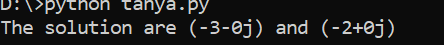 D:\>python tanya.py
The solution are (-3-0j) and (-2+0j)